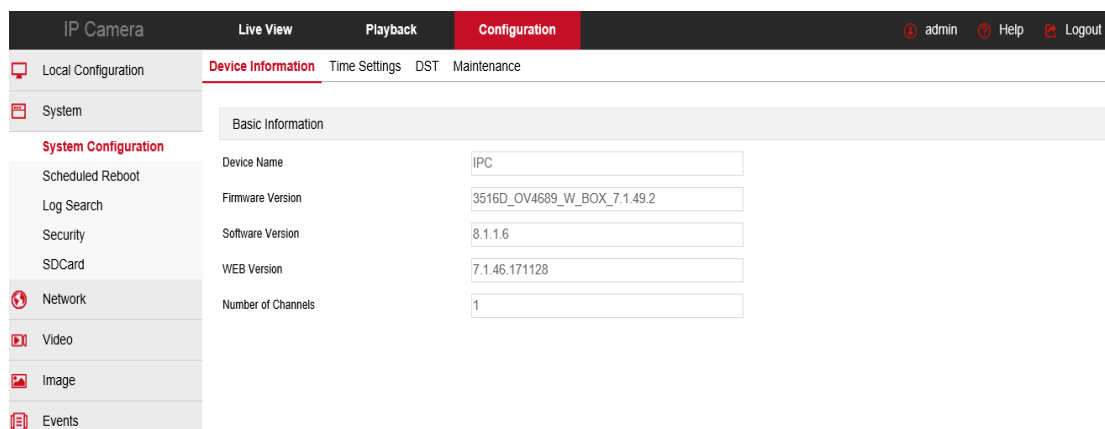 IP Camera Live View Playback Configuration admin Help Logout
Local Configuration
System
System Configuration
Scheduled Reboot
Log Search
Security
SDCard
Network
Video
Image
Events
Device Information Time Settings DST Maintenance
Basic Information
Device Name IPC
Firmware Version 3516D_OV4689_W_BOX_7.1.49.2
Software Version 8.1.1.6
WEB Version 7.1.46.171128
Number of Channels 1